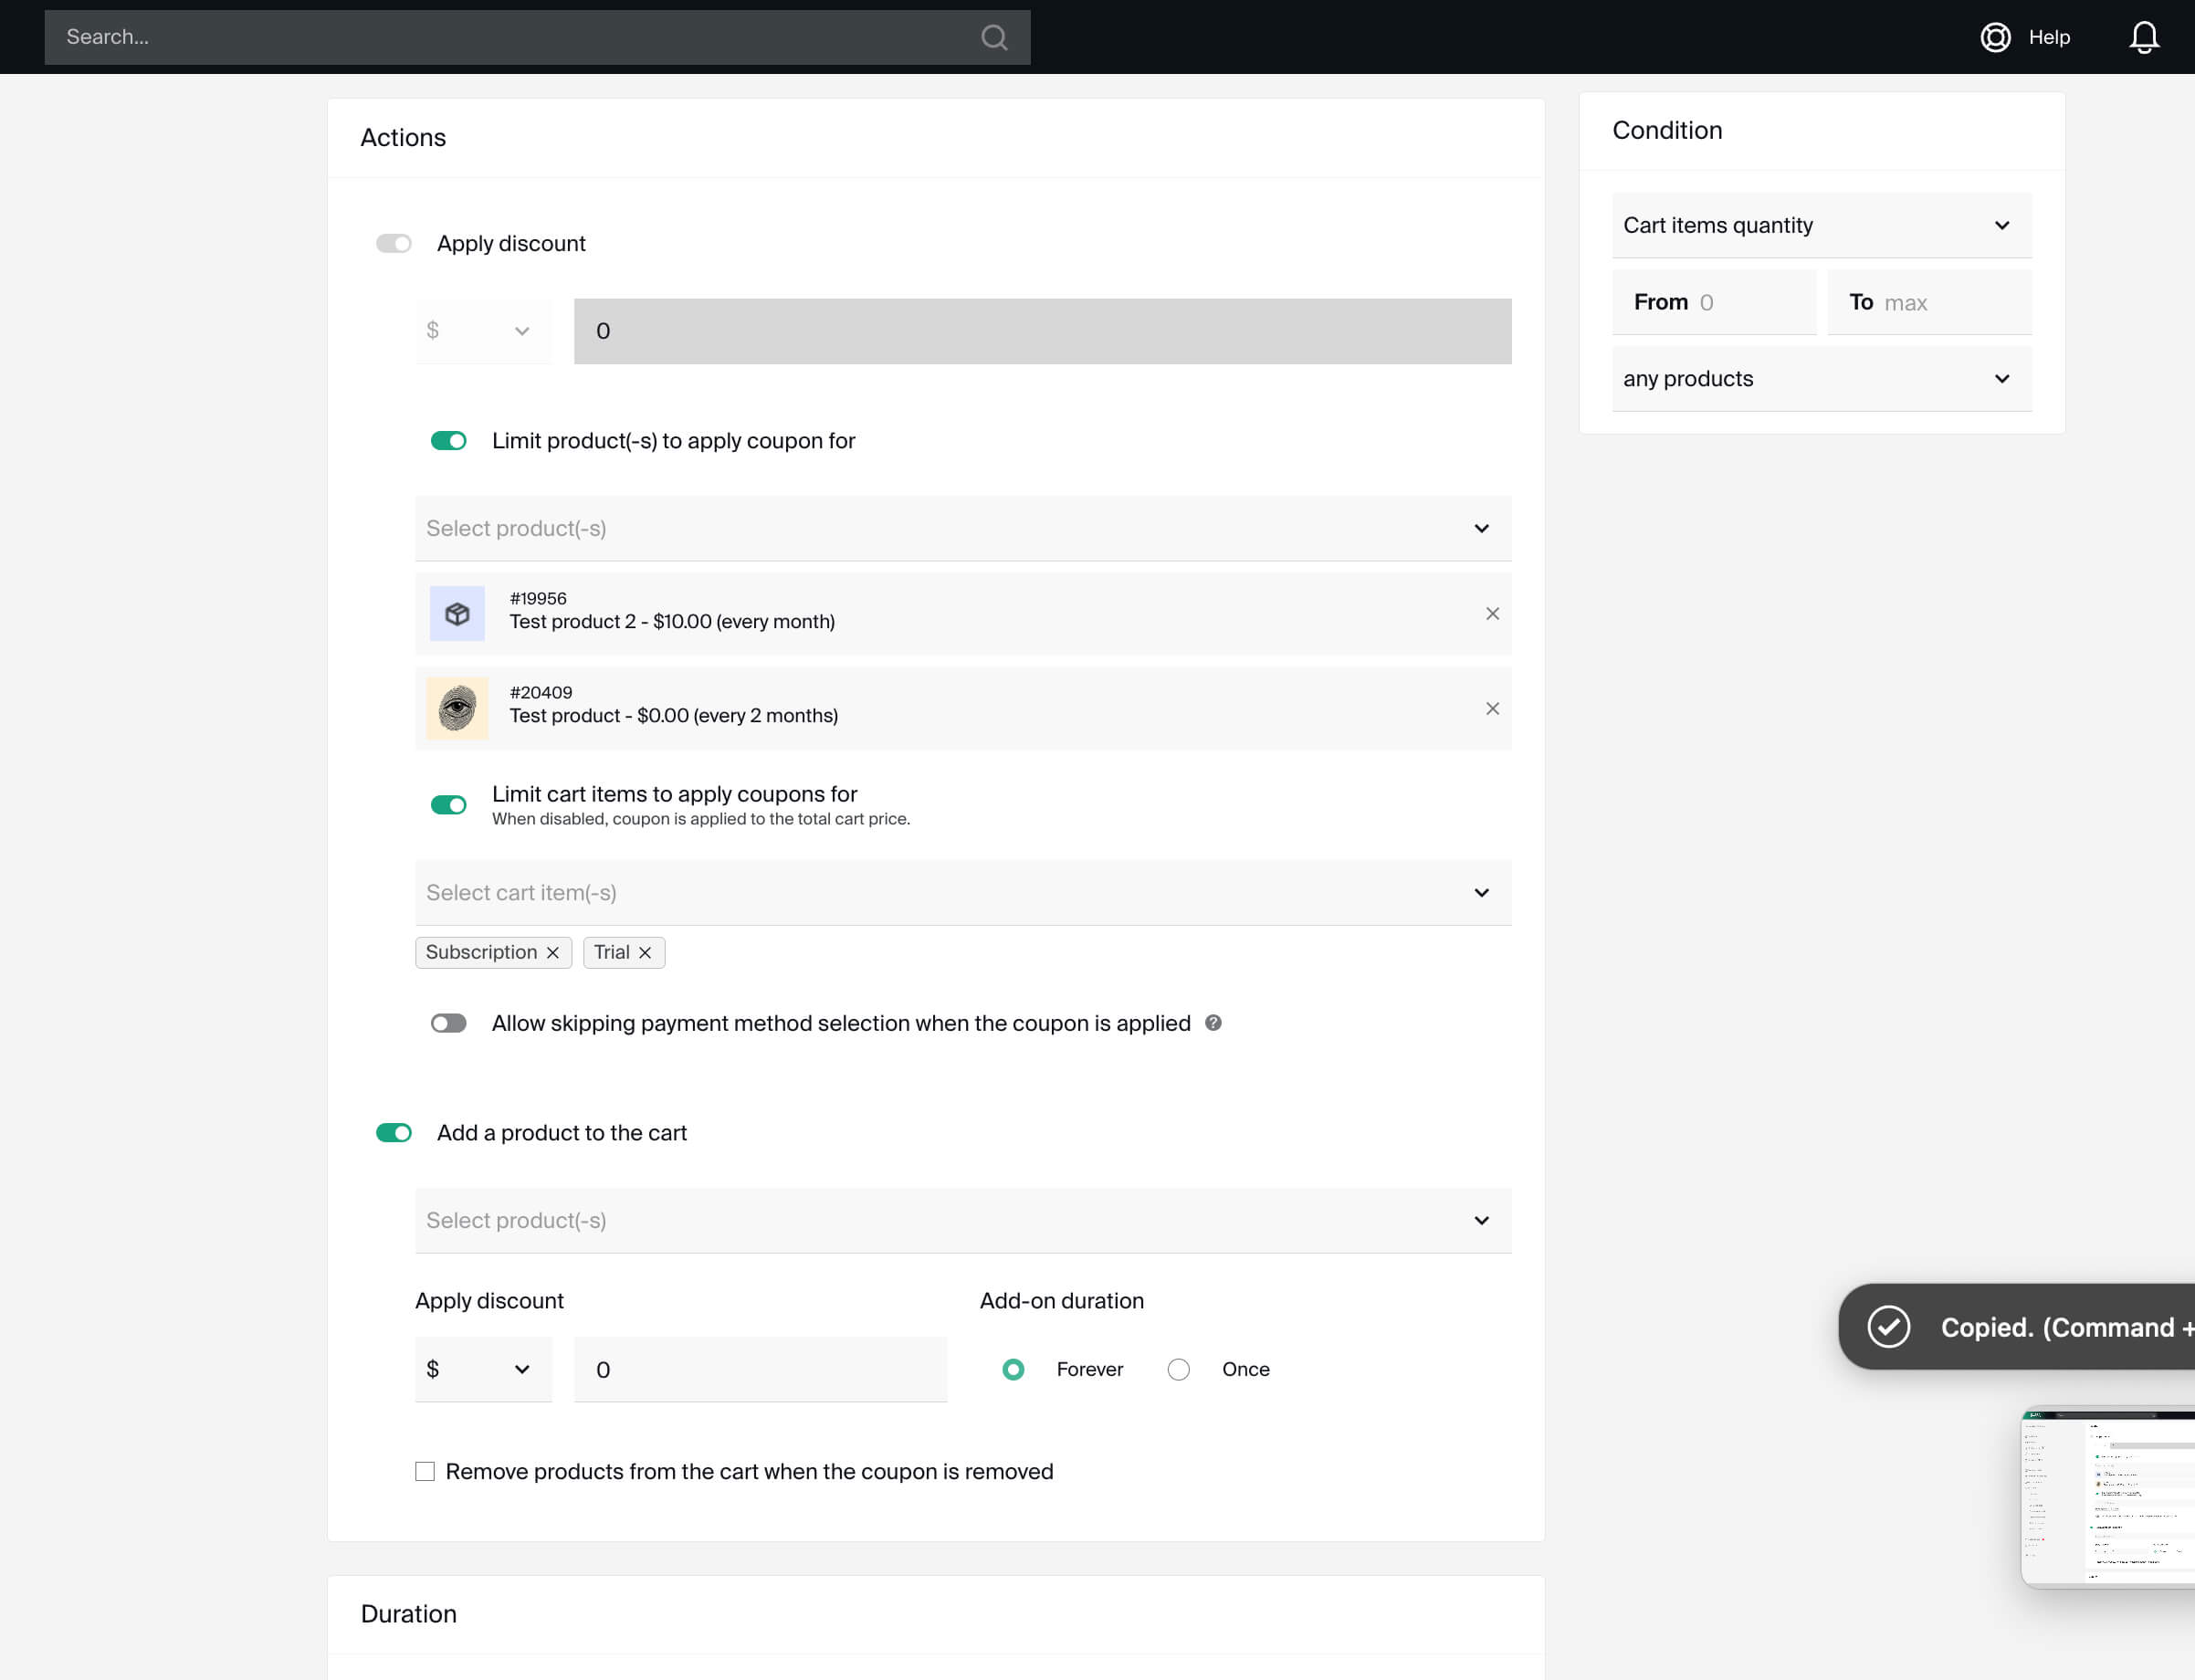 Search...
Help
Actions
Apply discount
$
0
Limit product(-s) to apply coupon for
Select product(-s)
#19956
Test product 2 - $10.00 (every month)
#20409
Test product - $0.00 (every 2 months)
Limit cart items to apply coupons for
When disabled, coupon is applied to the total cart price.
Select cart item(-s)
Subscription
Trial
Allow skipping payment method selection when the coupon is applied
Add a product to the cart
Select product(-s)
Apply discount
Add-on duration
$
0
Forever
Once
Remove products from the cart when the coupon is removed
Duration
Condition
Cart items quantity
From 0
To max
any products
Copied. (Command +